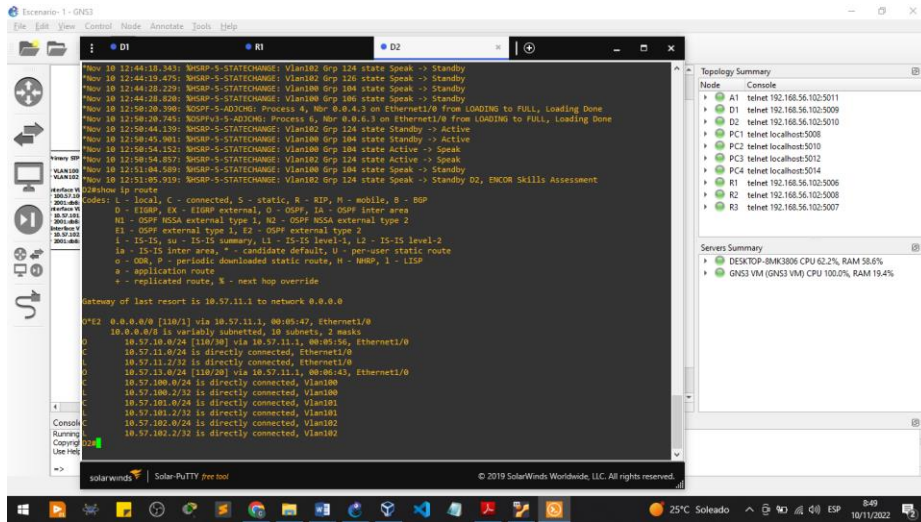 Escenario- 1 - GNS3
File Edit View Control Node Annotate Tools Help
D1 R1 D2
*Nov 10 12:44:18.343: %HSRP-5-STATECHANGE: Vlan102 Grp 124 state Speak -> Standby
*Nov 10 12:44:19.475: %HSRP-5-STATECHANGE: Vlan102 Grp 126 state Speak -> Standby
*Nov 10 12:44:28.229: %HSRP-5-STATECHANGE: Vlan100 Grp 104 state Speak -> Standby
*Nov 10 12:44:28.820: %HSRP-5-STATECHANGE: Vlan100 Grp 106 state Speak -> Standby
*Nov 10 12:50:20.390: %OSPF-5-ADJCHG: Process 4, Nbr 0.0.4.3 on Ethernet1/0 from LOADING to FULL, Loading Done
*Nov 10 12:50:20.745: %OSPFv3-5-ADJCHG: Process 6, Nbr 0.0.6.3 on Ethernet1/0 from LOADING to FULL, Loading Done
*Nov 10 12:50:44.139: %HSRP-5-STATECHANGE: Vlan102 Grp 124 state Standby -> Active
*Nov 10 12:50:45.901: %HSRP-5-STATECHANGE: Vlan100 Grp 104 state Standby -> Active
*Nov 10 12:50:54.152: %HSRP-5-STATECHANGE: Vlan100 Grp 104 state Active -> Speak
*Nov 10 12:50:54.857: %HSRP-5-STATECHANGE: Vlan102 Grp 124 state Active -> Speak
*Nov 10 12:51:04.589: %HSRP-5-STATECHANGE: Vlan100 Grp 104 state Speak -> Standby
*Nov 10 12:51:05.919: %HSRP-5-STATECHANGE: Vlan102 Grp 124 state Speak -> Standby D2, ENCOR Skills Assessment
D2#show ip route
Codes: L - local, C - connected, S - static, R - RIP, M - mobile, B - BGP
D - EIGRP, EX - EIGRP external, O - OSPF, IA - OSPF inter area
N1 - OSPF NSSA external type 1, N2 - OSPF NSSA external type 2
E1 - OSPF external type 1, E2 - OSPF external type 2
i - IS-IS, su - IS-IS summary, L1 - IS-IS level-1, L2 - IS-IS level-2
ia - IS-IS inter area, * - candidate default, U - per-user static route
o - ODR, P - periodic downloaded static route, H - NHRP, l - LISP
a - application route
+ - replicated route, % - next hop override
Gateway of last resort is 10.57.11.1 to network 0.0.0.0
O*E2 0.0.0.0/0 [110/1] via 10.57.11.1, 00:05:47, Ethernet1/0
10.0.0.0/8 is variably subnetted, 10 subnets, 2 masks
O 10.57.10.0/24 [110/30] via 10.57.11.1, 00:05:56, Ethernet1/0
C 10.57.11.0/24 is directly connected, Ethernet1/0
L 10.57.11.2/32 is directly connected, Ethernet1/0
O 10.57.13.0/24 [110/20] via 10.57.11.1, 00:06:43, Ethernet1/0
C 10.57.100.0/24 is directly connected, Vlan100
L 10.57.100.2/32 is directly connected, Vlan100
C 10.57.101.0/24 is directly connected, Vlan101
L 10.57.101.2/32 is directly connected, Vlan101
C 10.57.102.0/24 is directly connected, Vlan102
L 10.57.102.2/32 is directly connected, Vlan102
D2#
solarwinds Solar-PuTTY free tool © 2019 SolarWinds Worldwide, LLC. All rights reserved.
Consol
Running
Copyrig
Use Help
=>
Topology Summary
Node Console
A1 telnet 192.168.56.102:5011
D1 telnet 192.168.56.102:5009
D2 telnet 192.168.56.102:5010
PC1 telnet localhost:5008
PC2 telnet localhost:5010
PC3 telnet localhost:5012
PC4 telnet localhost:5014
R1 telnet 192.168.56.102:5006
R2 telnet 192.168.56.102:5008
R3 telnet 192.168.56.102:5007
Servers Summary
DESKTOP-8MK3806 CPU 62.2%, RAM 58.6%
GNS3 VM (GNS3 VM) CPU 100.0%, RAM 19.4%
25°C Soleado ESP 8:49
10/11/2022